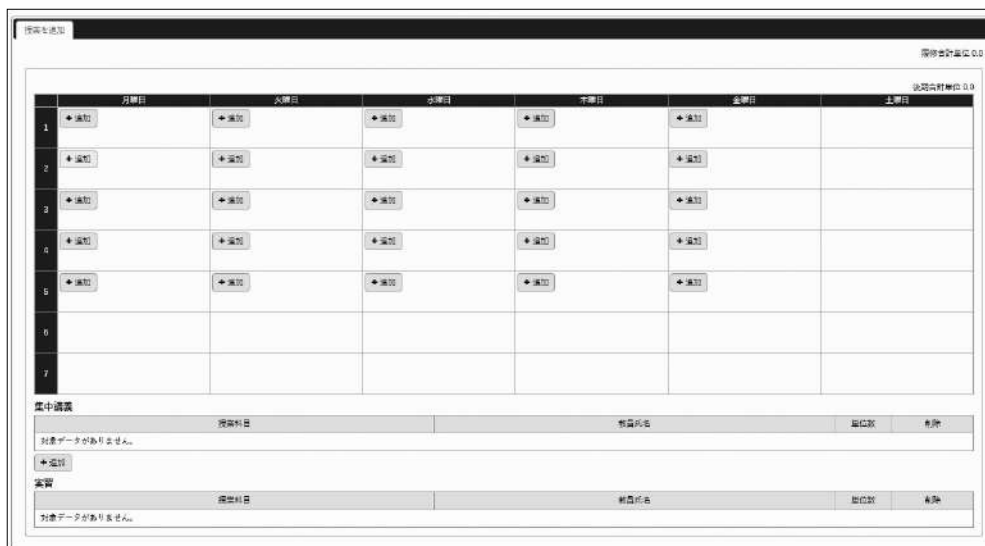 授業を追加
履修合計単位 0.0
後期合計単位 0.0
月曜日 火曜日 水曜日 木曜日 金曜日 土曜日
1 +追加 +追加 +追加 +追加 +追加
2 +追加 +追加 +追加 +追加 +追加
3 +追加 +追加 +追加 +追加 +追加
4 +追加 +追加 +追加 +追加 +追加
5 +追加 +追加 +追加 +追加 +追加
6
7
集中講義
授業科目 教員氏名 単位数 削除
対象データがありません。
+追加
実習
授業科目 教員氏名 単位数 削除
対象データがありません。